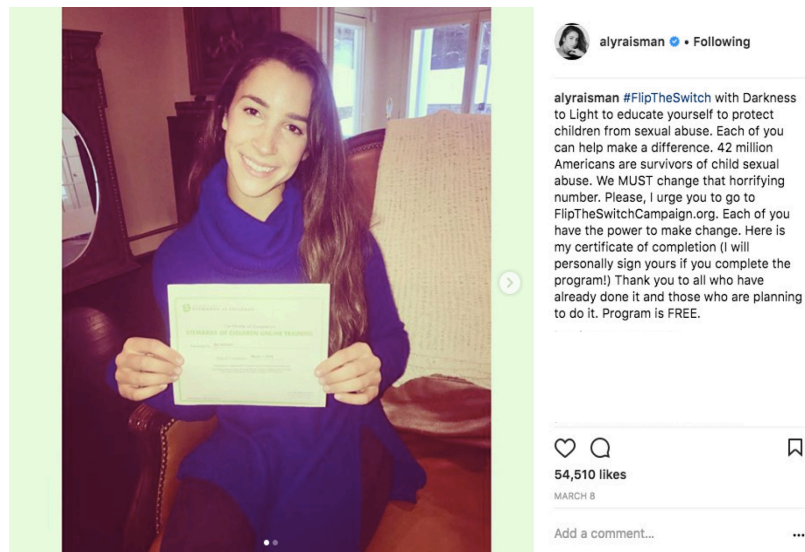 STEWARDS OF CHILDREN ONLINE TRAINING
alyraisman • Following
alyraisman #FlipTheSwitch with Darkness
to Light to educate yourself to protect
children from sexual abuse. Each of you
can help make a difference. 42 million
Americans are survivors of child sexual
abuse. We MUST change that horrifying
number. Please, I urge you to go to
FlipTheSwitchCampaign.org. Each of you
have the power to make change. Here is
my certificate of completion (I will
personally sign yours if you complete the
program!) Thank you to all who have
already done it and those who are planning
to do it. Program is FREE.
54,510 likes
MARCH 8
Add a comment...